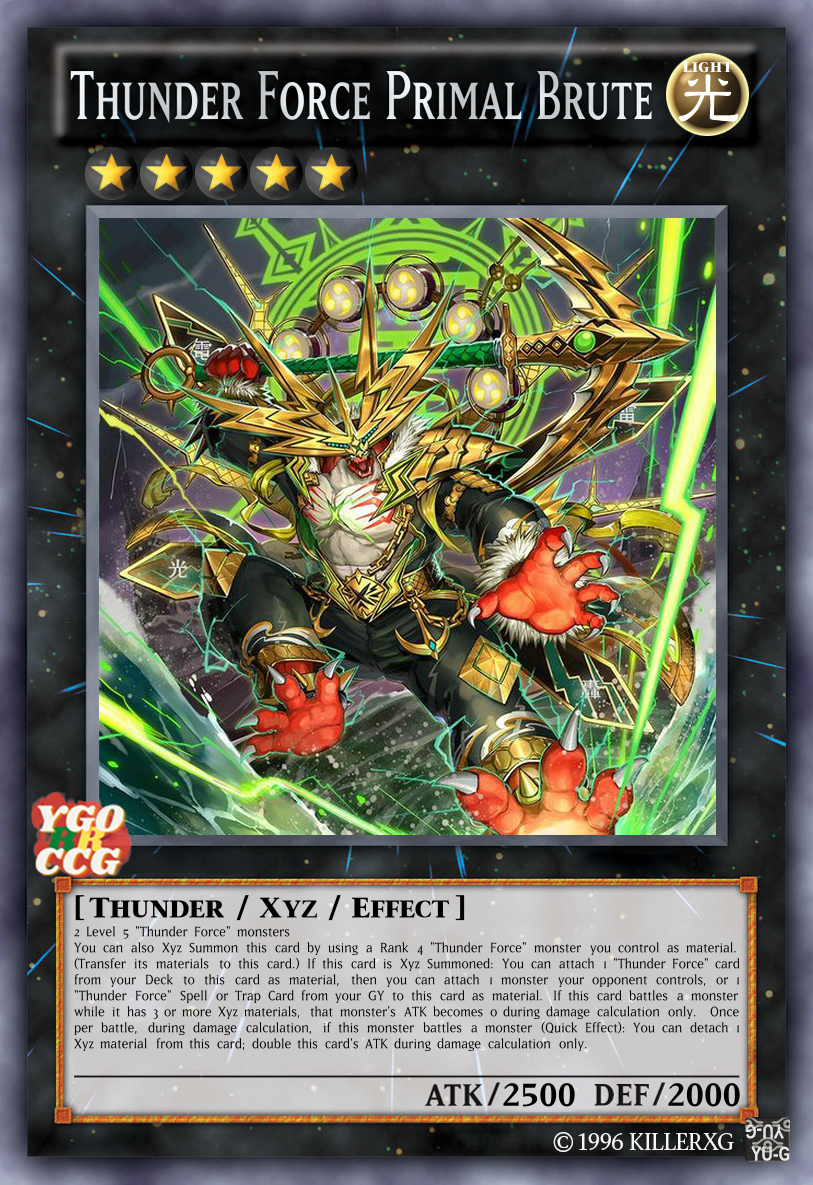 THUNDER FORCE PRIMAL BRUTE
LIGHT
光
電
雷
光
轟
YGO
BR
CCG
[ THUNDER / XYZ / EFFECT ]
2 Level 5 "Thunder Force" monsters
You can also Xyz Summon this card by using a Rank 4 "Thunder Force" monster you control as material.
(Transfer its materials to this card.) If this card is Xyz Summoned: You can attach 1 "Thunder Force" card
from your Deck to this card as material, then you can attach 1 monster your opponent controls, or 1
"Thunder Force" Spell or Trap Card from your GY to this card as material. If this card battles a monster
while it has 3 or more Xyz materials, that monster's ATK becomes 0 during damage calculation only. Once
per battle, during damage calculation, if this monster battles a monster (Quick Effect): You can detach 1
Xyz material from this card; double this card's ATK during damage calculation only.
ATK/2500 DEF/2000
© 1996 KILLERXG
YU-G
YU-G